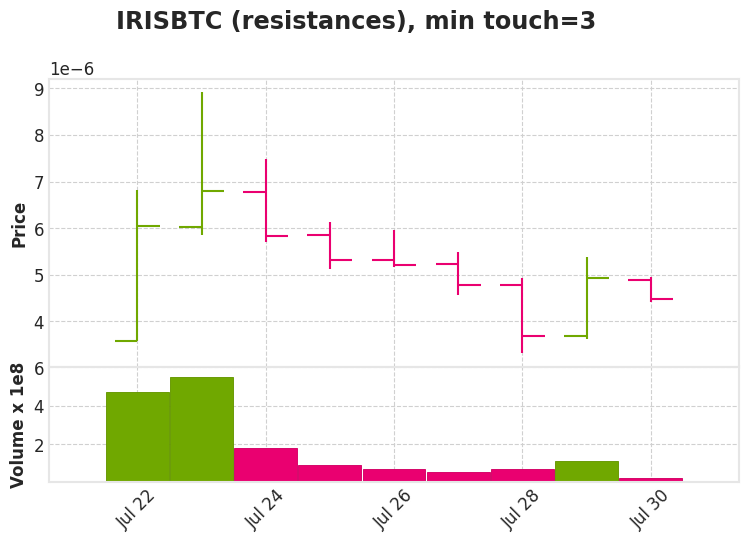 IRISBTC (resistances), min touch=3
1e−6
9
8
7
6
5
4
Price
6
4
2
Volume x 1e8
Jul 22
Jul 24
Jul 26
Jul 28
Jul 30